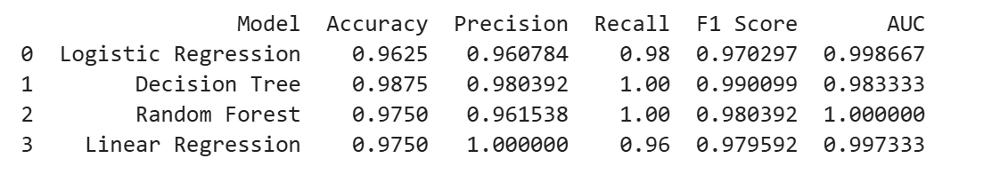 Model Accuracy Precision Recall F1 Score AUC
0 Logistic Regression 0.9625 0.960784 0.98 0.970297 0.998667
1 Decision Tree 0.9875 0.980392 1.00 0.990099 0.983333
2 Random Forest 0.9750 0.961538 1.00 0.980392 1.000000
3 Linear Regression 0.9750 1.000000 0.96 0.979592 0.997333